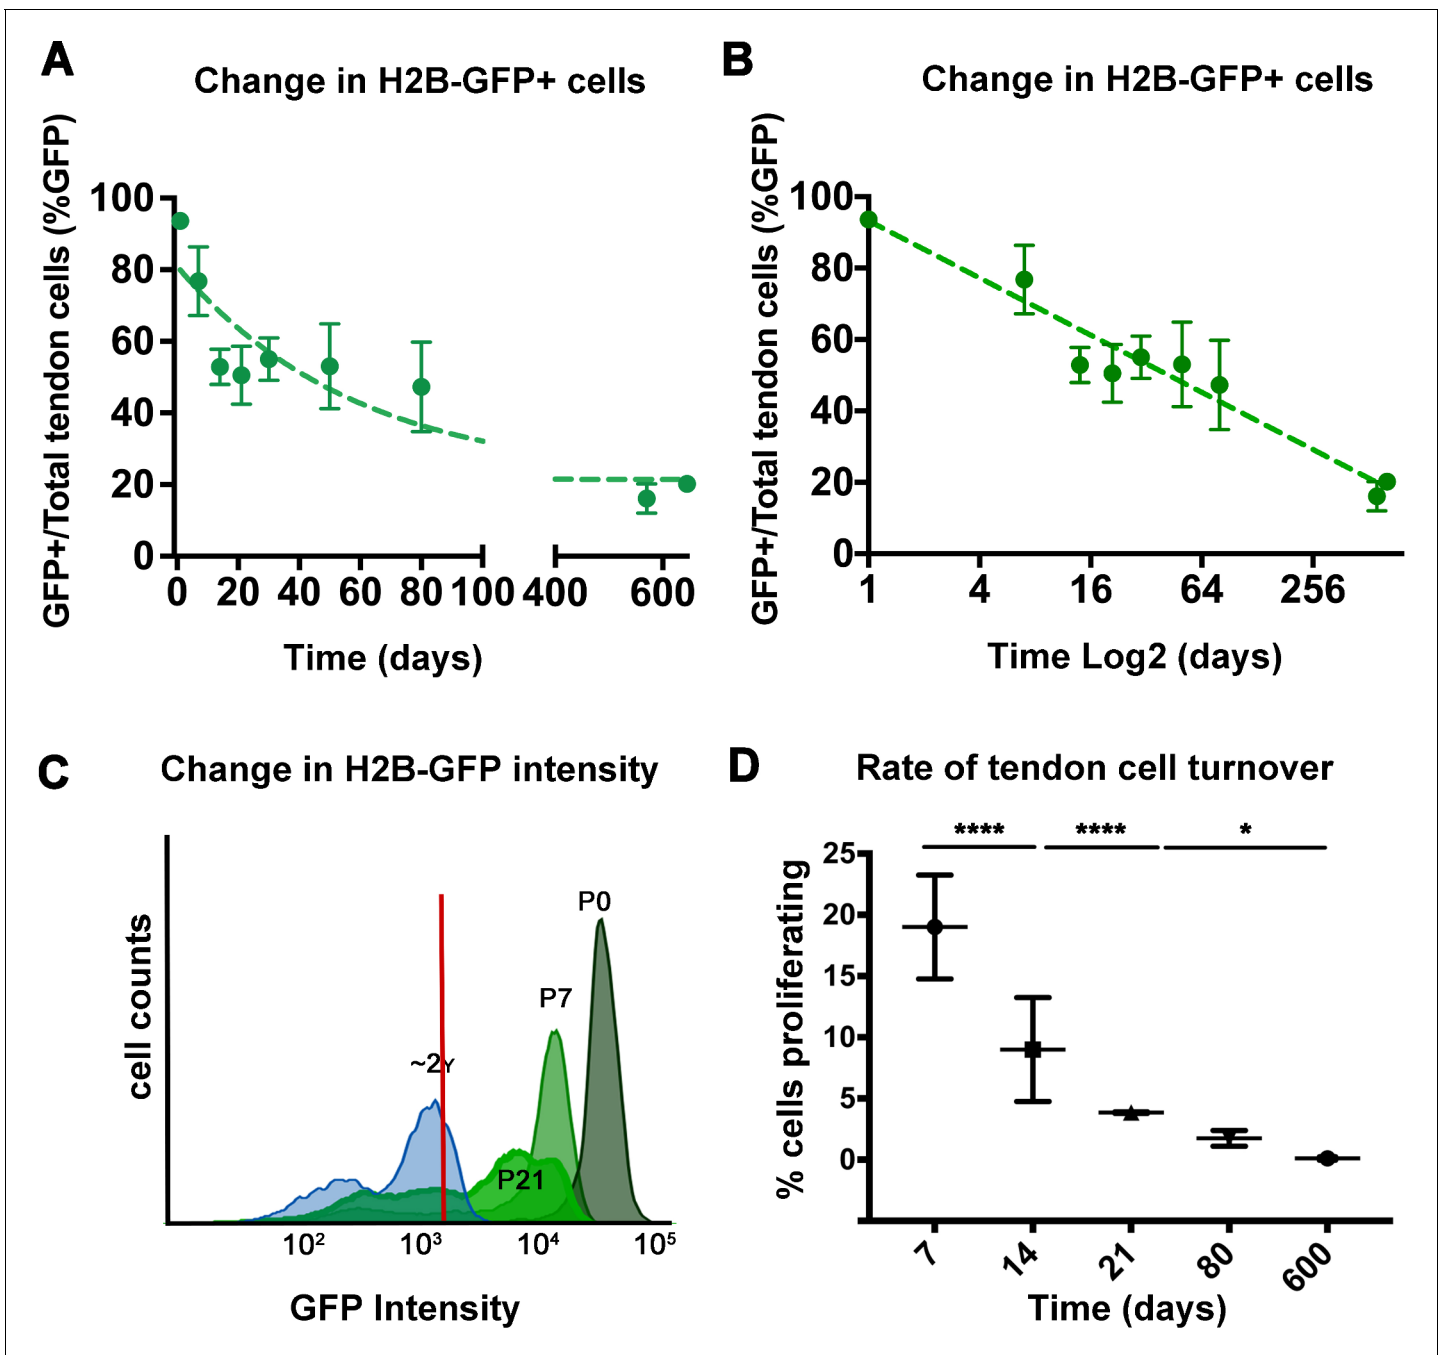 A
Change in H2B-GFP+ cells
GFP+/Total tendon cells (%GFP)
100
80
60
40
20
0
0 20 40 60 80 100 400 600
Time (days)
B
Change in H2B-GFP+ cells
GFP+/Total tendon cells (%GFP)
100
80
60
40
20
0
1 4 16 64 256
Time Log2 (days)
C
Change in H2B-GFP intensity
cell counts
P0
P7
~2Y
P21
10² 10³ 10⁴ 10⁵
GFP Intensity
D
Rate of tendon cell turnover
**** **** *
% cells proliferating
25
20
15
10
5
0
7 14 21 80 600
Time (days)